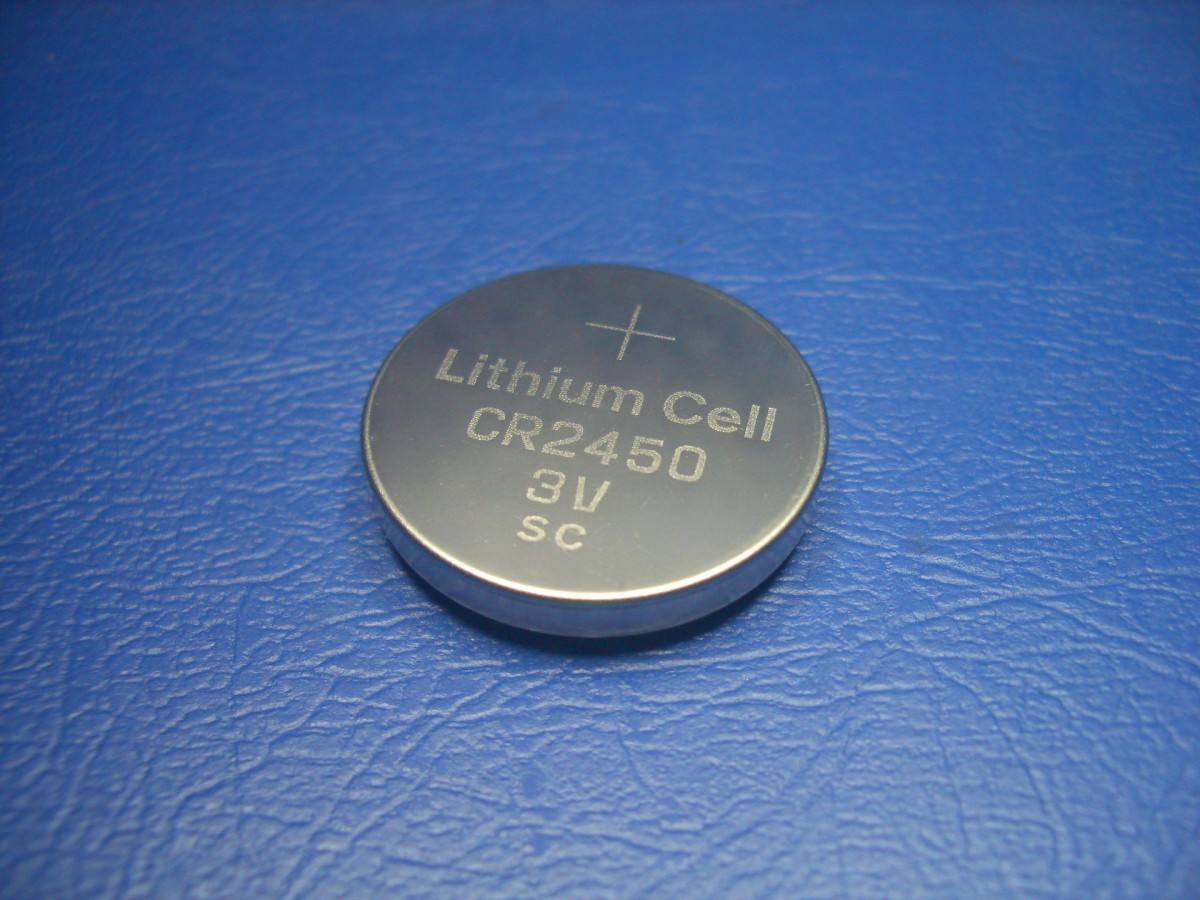 +
Lithium Cell
CR2450
3V
SC